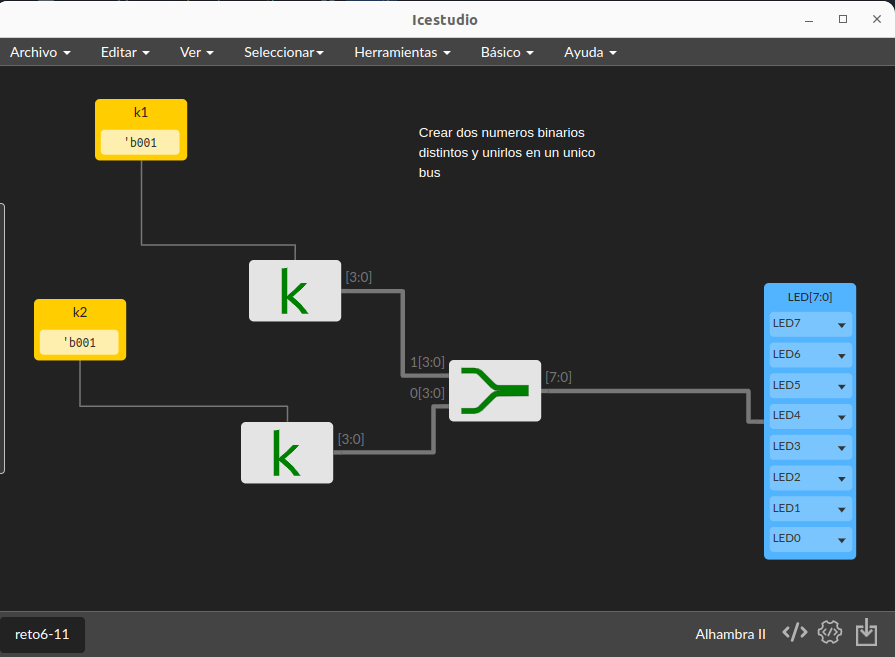 Icestudio
Archivo Editar Ver Seleccionar Herramientas Básico Ayuda
k1
'b001
Crear dos numeros binarios
distintos y unirlos en un unico
bus
k
[3:0]
k2
'b001
k
[3:0]
1[3:0]
0[3:0]
[7:0]
LED[7:0]
LED7
LED6
LED5
LED4
LED3
LED2
LED1
LED0
reto6-11
Alhambra II